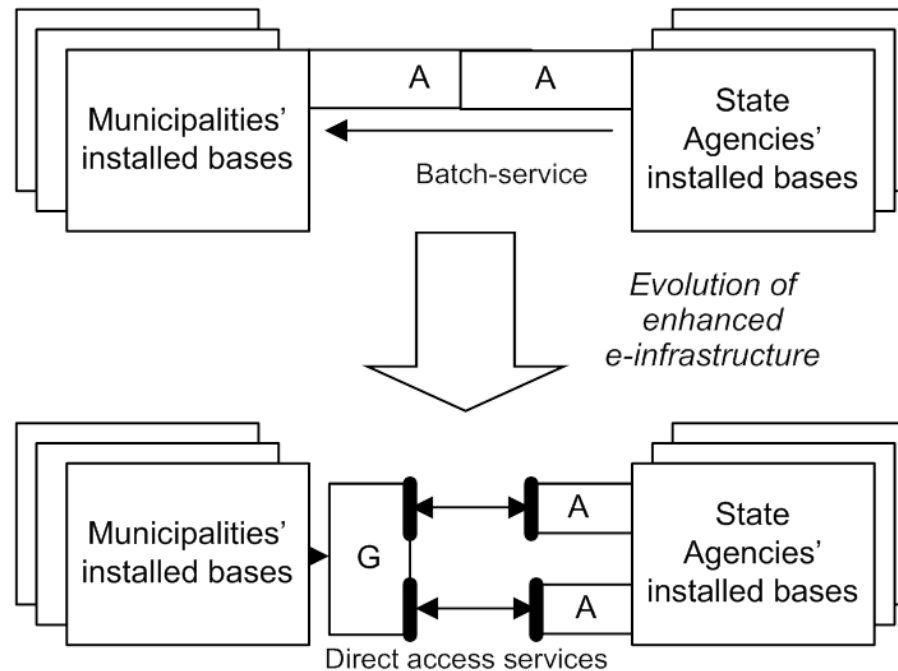 Municipalities'
installed bases
A
A
Batch-service
State
Agencies'
installed bases
Evolution of
enhanced
e-infrastructure
Municipalities'
installed bases
G
A
A
State
Agencies'
installed bases
Direct access services